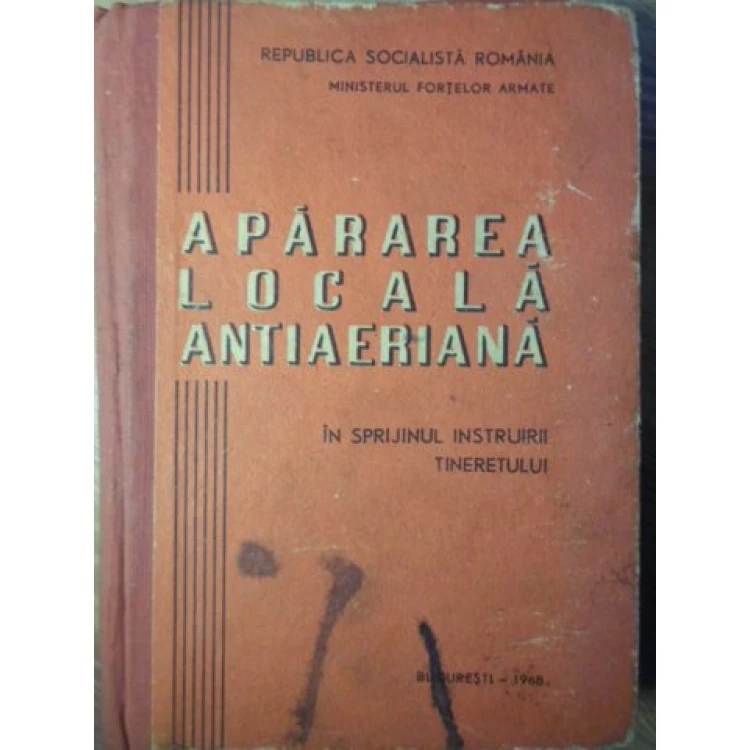 REPUBLICA SOCIALISTĂ ROMÂNIA
MINISTERUL FORȚELOR ARMATE
APĂRAREA
LOCALĂ
ANTIAERIANĂ
ÎN SPRIJINUL INSTRUIRII
TINERETULUI
BUCUREȘTI – 1968